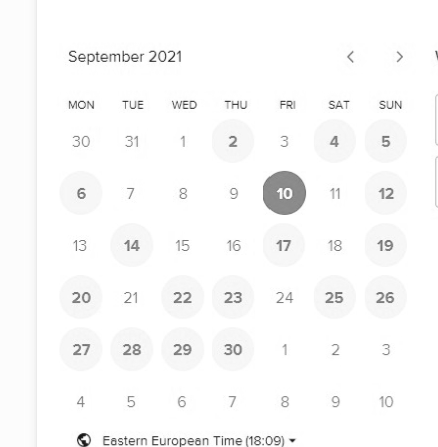 September 2021
MON TUE WED THU FRI SAT SUN
30 31 1 2 3 4 5
6 7 8 9 10 11 12
13 14 15 16 17 18 19
20 21 22 23 24 25 26
27 28 29 30 1 2 3
4 5 6 7 8 9 10
Eastern European Time (18:09)